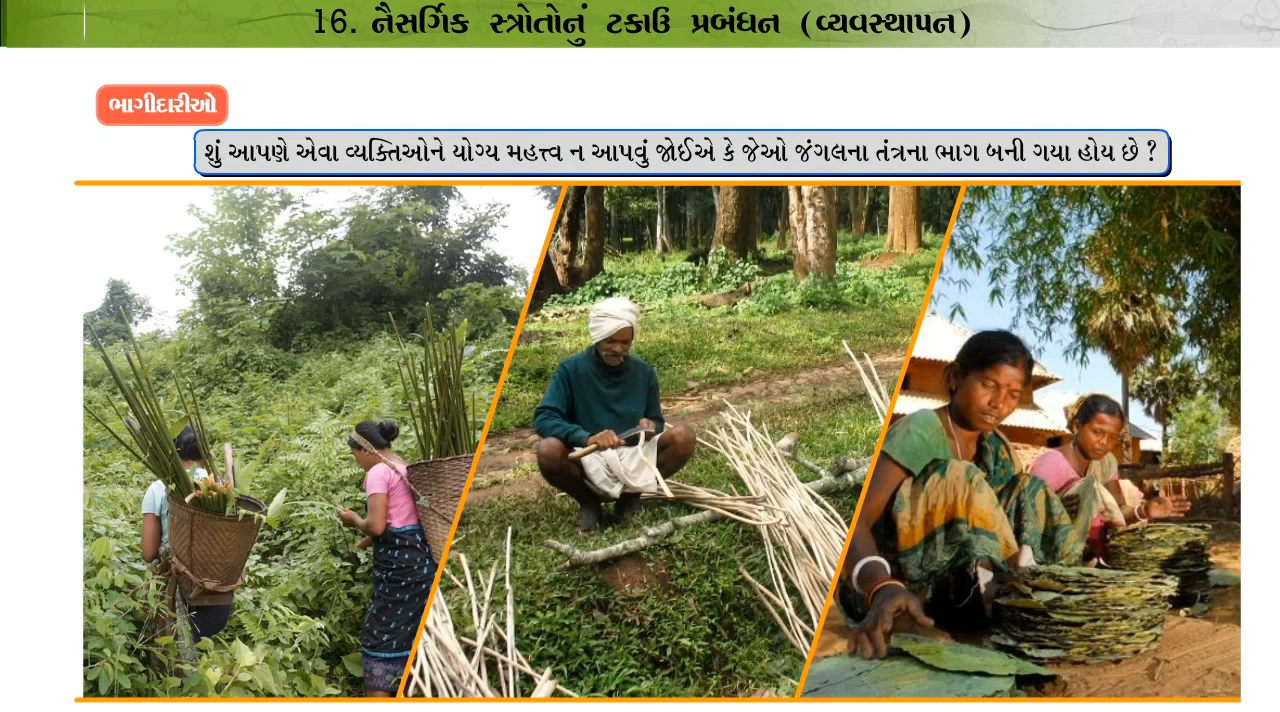 16. નૈસર્ગિક સ્ત્રોતોનું ટકાઉ પ્રબંધન (વ્યવસ્થાપન)
ભાગીદારીઓ
શું આપણે એવા વ્યક્તિઓને યોગ્ય મહત્ત્વ ન આપવું જોઈએ કે જેઓ જંગલના તંત્રના ભાગ બની ગયા હોય છે ?